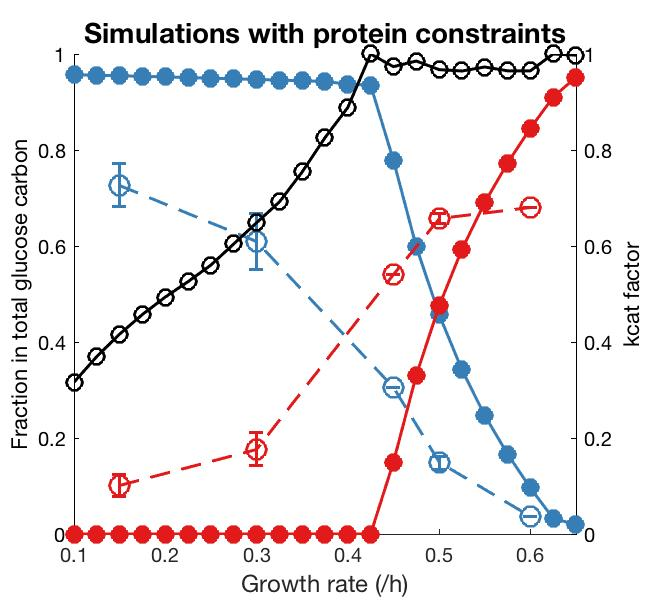 Simulations with protein constraints
1
0.8
0.6
0.4
0.2
0
Fraction in total glucose carbon
1
0.8
0.6
0.4
0.2
0
kcat factor
0.1 0.2 0.3 0.4 0.5 0.6
Growth rate (/h)